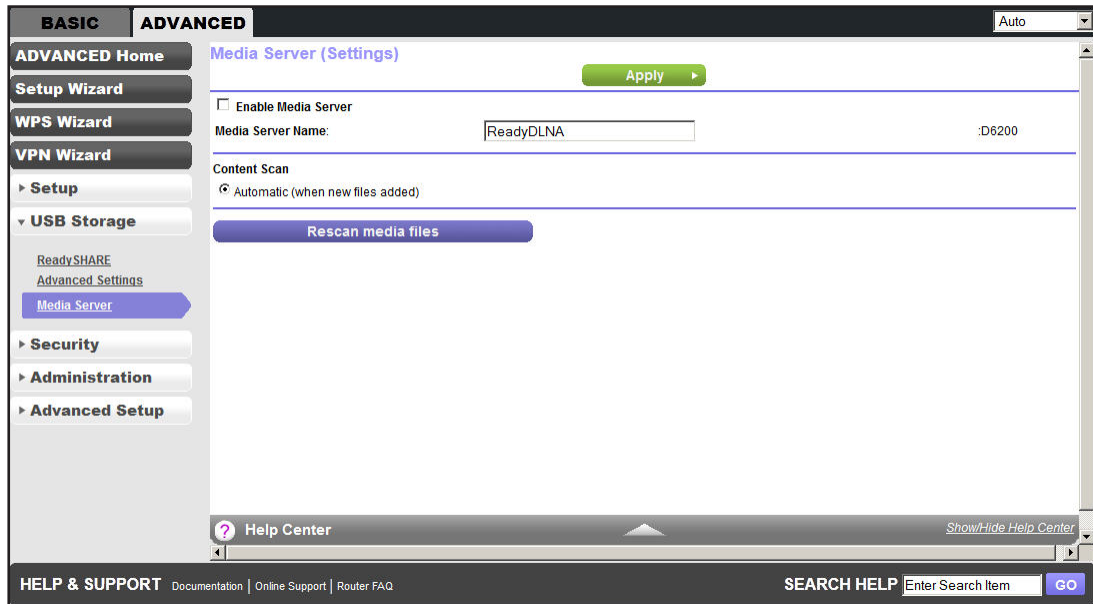 BASIC ADVANCED Auto
ADVANCED Home
Setup Wizard
WPS Wizard
VPN Wizard
Setup
USB Storage
ReadySHARE
Advanced Settings
Media Server
Security
Administration
Advanced Setup
Media Server (Settings)
Apply
Enable Media Server
Media Server Name: ReadyDLNA :D6200
Content Scan
Automatic (when new files added)
Rescan media files
? Help Center Show/Hide Help Center
HELP & SUPPORT Documentation | Online Support | Router FAQ SEARCH HELP Enter Search Item GO